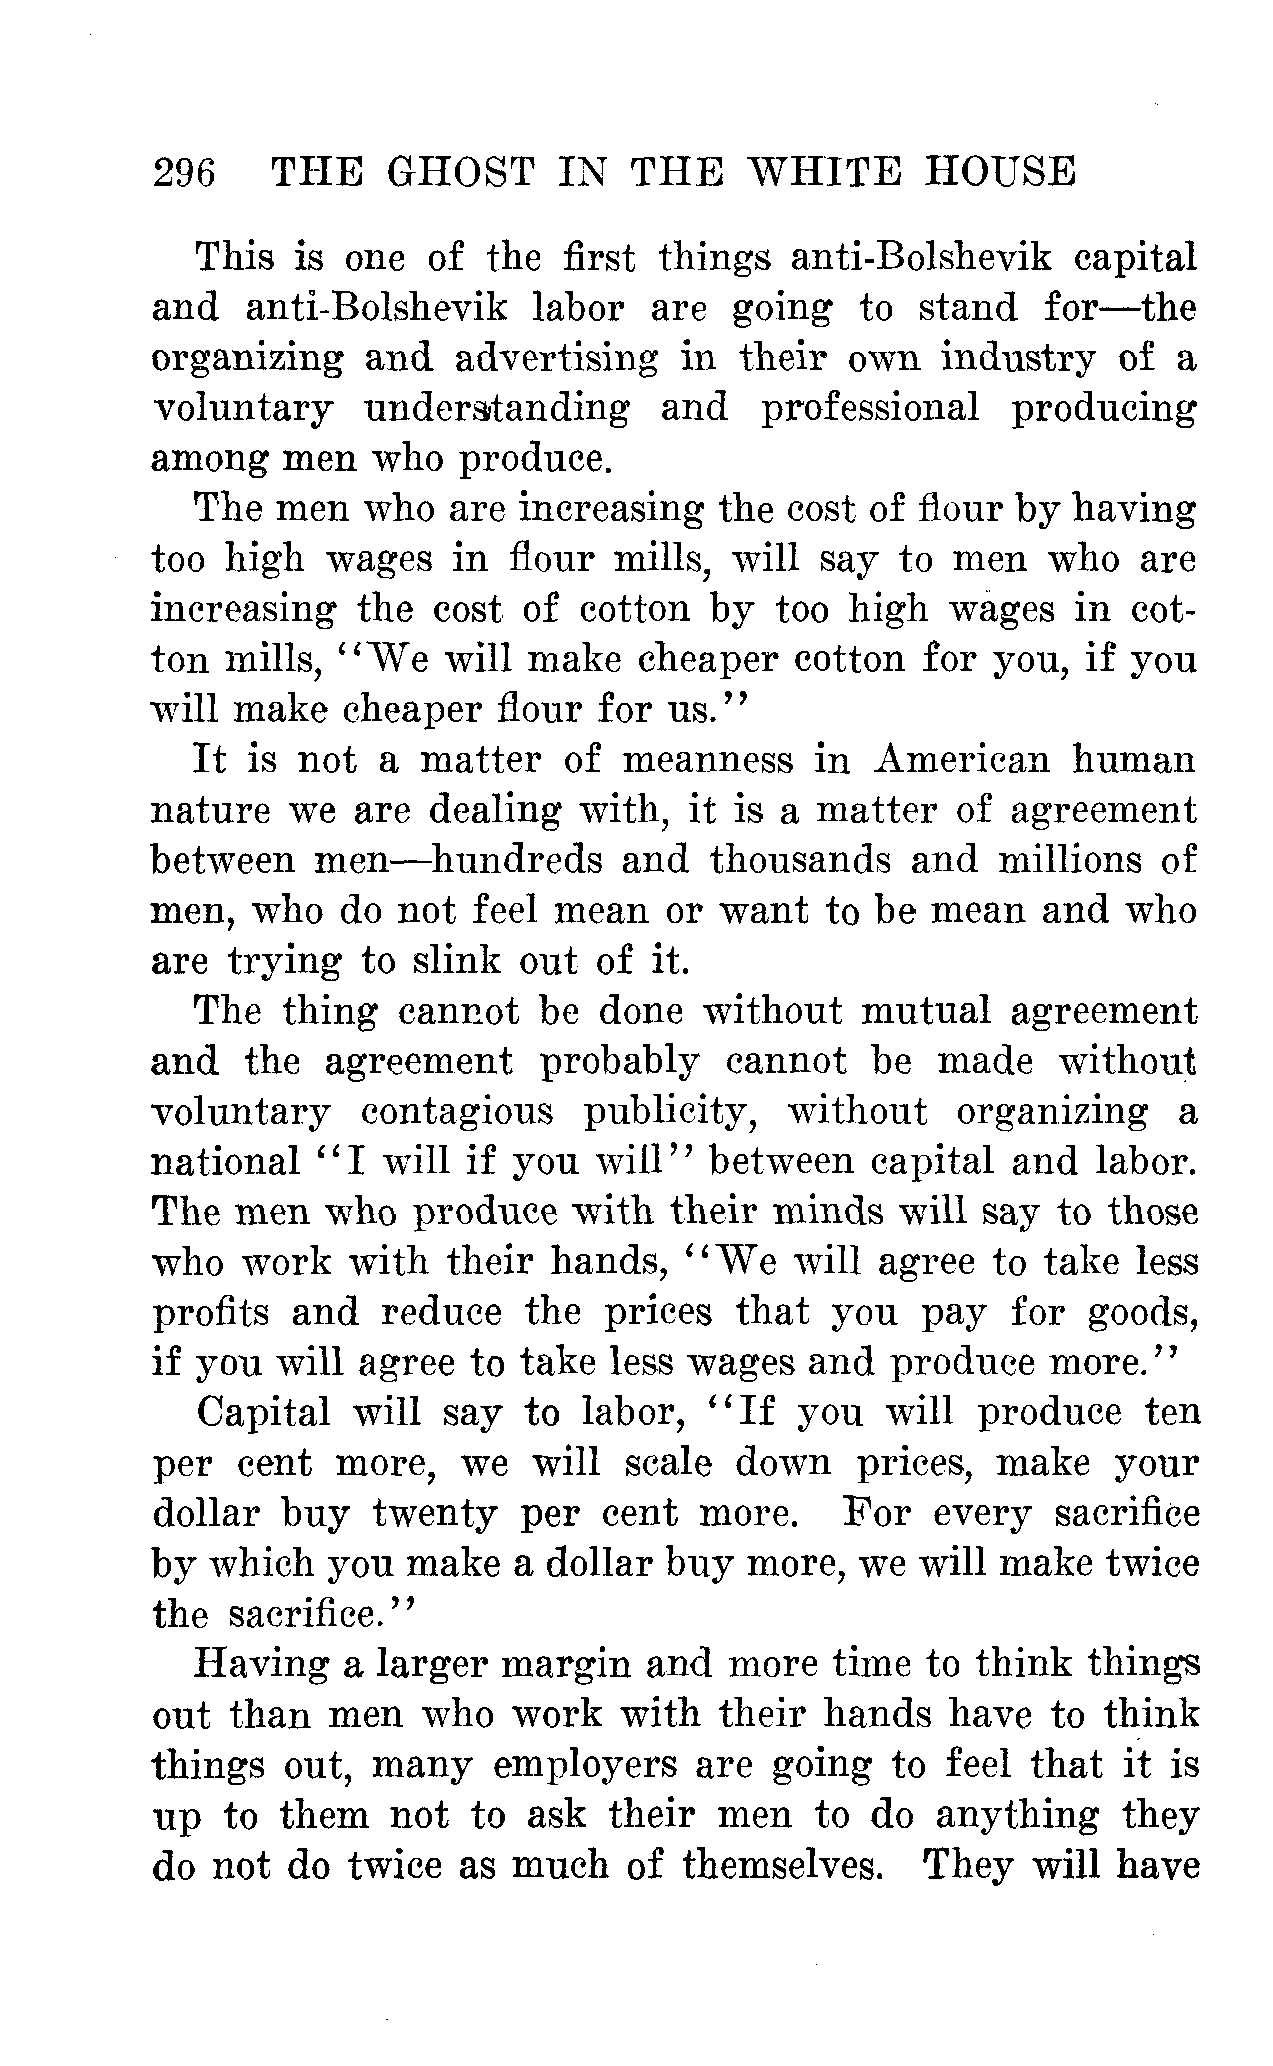 296 THE GHOST IN THE WHITE HOUSE
This is one of the first things anti-Bolshevik capital
and anti-Bolshevik labor are going to stand for—the
organizing and advertising in their own industry of a
voluntary understanding and professional producing
among men who produce.
The men who are increasing the cost of flour by having
too high wages in flour mills, will say to men who are
increasing the cost of cotton by too high wages in cot-
ton mills, "We will make cheaper cotton for you, if you
will make cheaper flour for us."
It is not a matter of meanness in American human
nature we are dealing with, it is a matter of agreement
between men—hundreds and thousands and millions of
men, who do not feel mean or want to be mean and who
are trying to slink out of it.
The thing cannot be done without mutual agreement
and the agreement probably cannot be made without
voluntary contagious publicity, without organizing a
national "I will if you will" between capital and labor.
The men who produce with their minds will say to those
who work with their hands, "We will agree to take less
profits and reduce the prices that you pay for goods,
if you will agree to take less wages and produce more."
Capital will say to labor, "If you will produce ten
per cent more, we will scale down prices, make your
dollar buy twenty per cent more. For every sacrifice
by which you make a dollar buy more, we will make twice
the sacrifice."
Having a larger margin and more time to think things
out than men who work with their hands have to think
things out, many employers are going to feel that it is
up to them not to ask their men to do anything they
do not do twice as much of themselves. They will have